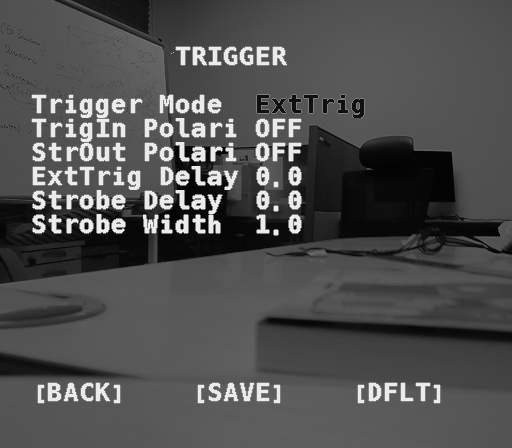 TRIGGER
Trigger Mode ExtTrig
TrigIn Polari OFF
StrOut Polari OFF
ExtTrig Delay 0.0
Strobe Delay 0.0
Strobe Width 1.0
[BACK] [SAVE] [DFLT]